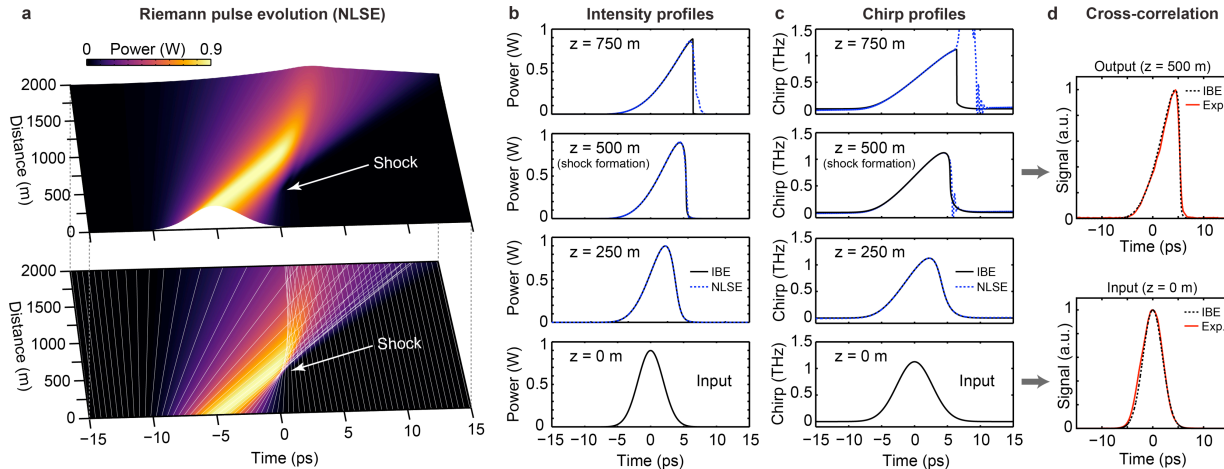 a
Riemann pulse evolution (NLSE)
0 Power (W) 0.9
2000
1500
1000
500
0
Distance (m)
Shock
2000
1500
1000
500
0
Distance (m)
Shock
−15 −10 −5 0 5 10 15
Time (ps)
b
Intensity profiles
z = 750 m
Power (W)
1
0.5
0
z = 500 m
(shock formation)
Power (W)
1
0.5
0
z = 250 m
IBE
NLSE
Power (W)
1
0.5
0
z = 0 m
Input
Power (W)
1
0.5
0
−15 −10 −5 0 5 10 15
Time (ps)
c
Chirp profiles
z = 750 m
Chirp (THz)
1.5
1
0.5
0
z = 500 m
(shock formation)
Chirp (THz)
1.5
1
0.5
0
z = 250 m
IBE
NLSE
Chirp (THz)
1.5
1
0.5
0
z = 0 m
Input
Chirp (THz)
1.5
1
0.5
0
−15 −10 −5 0 5 10 15
Time (ps)
d
Cross-correlation
Output (z = 500 m)
IBE
Exp.
Signal (a.u.)
1
0.5
0
−10 −5 0 5 10
Time (ps)
Input (z = 0 m)
IBE
Exp.
Signal (a.u.)
1
0.5
0
−10 −5 0 5 10
Time (ps)